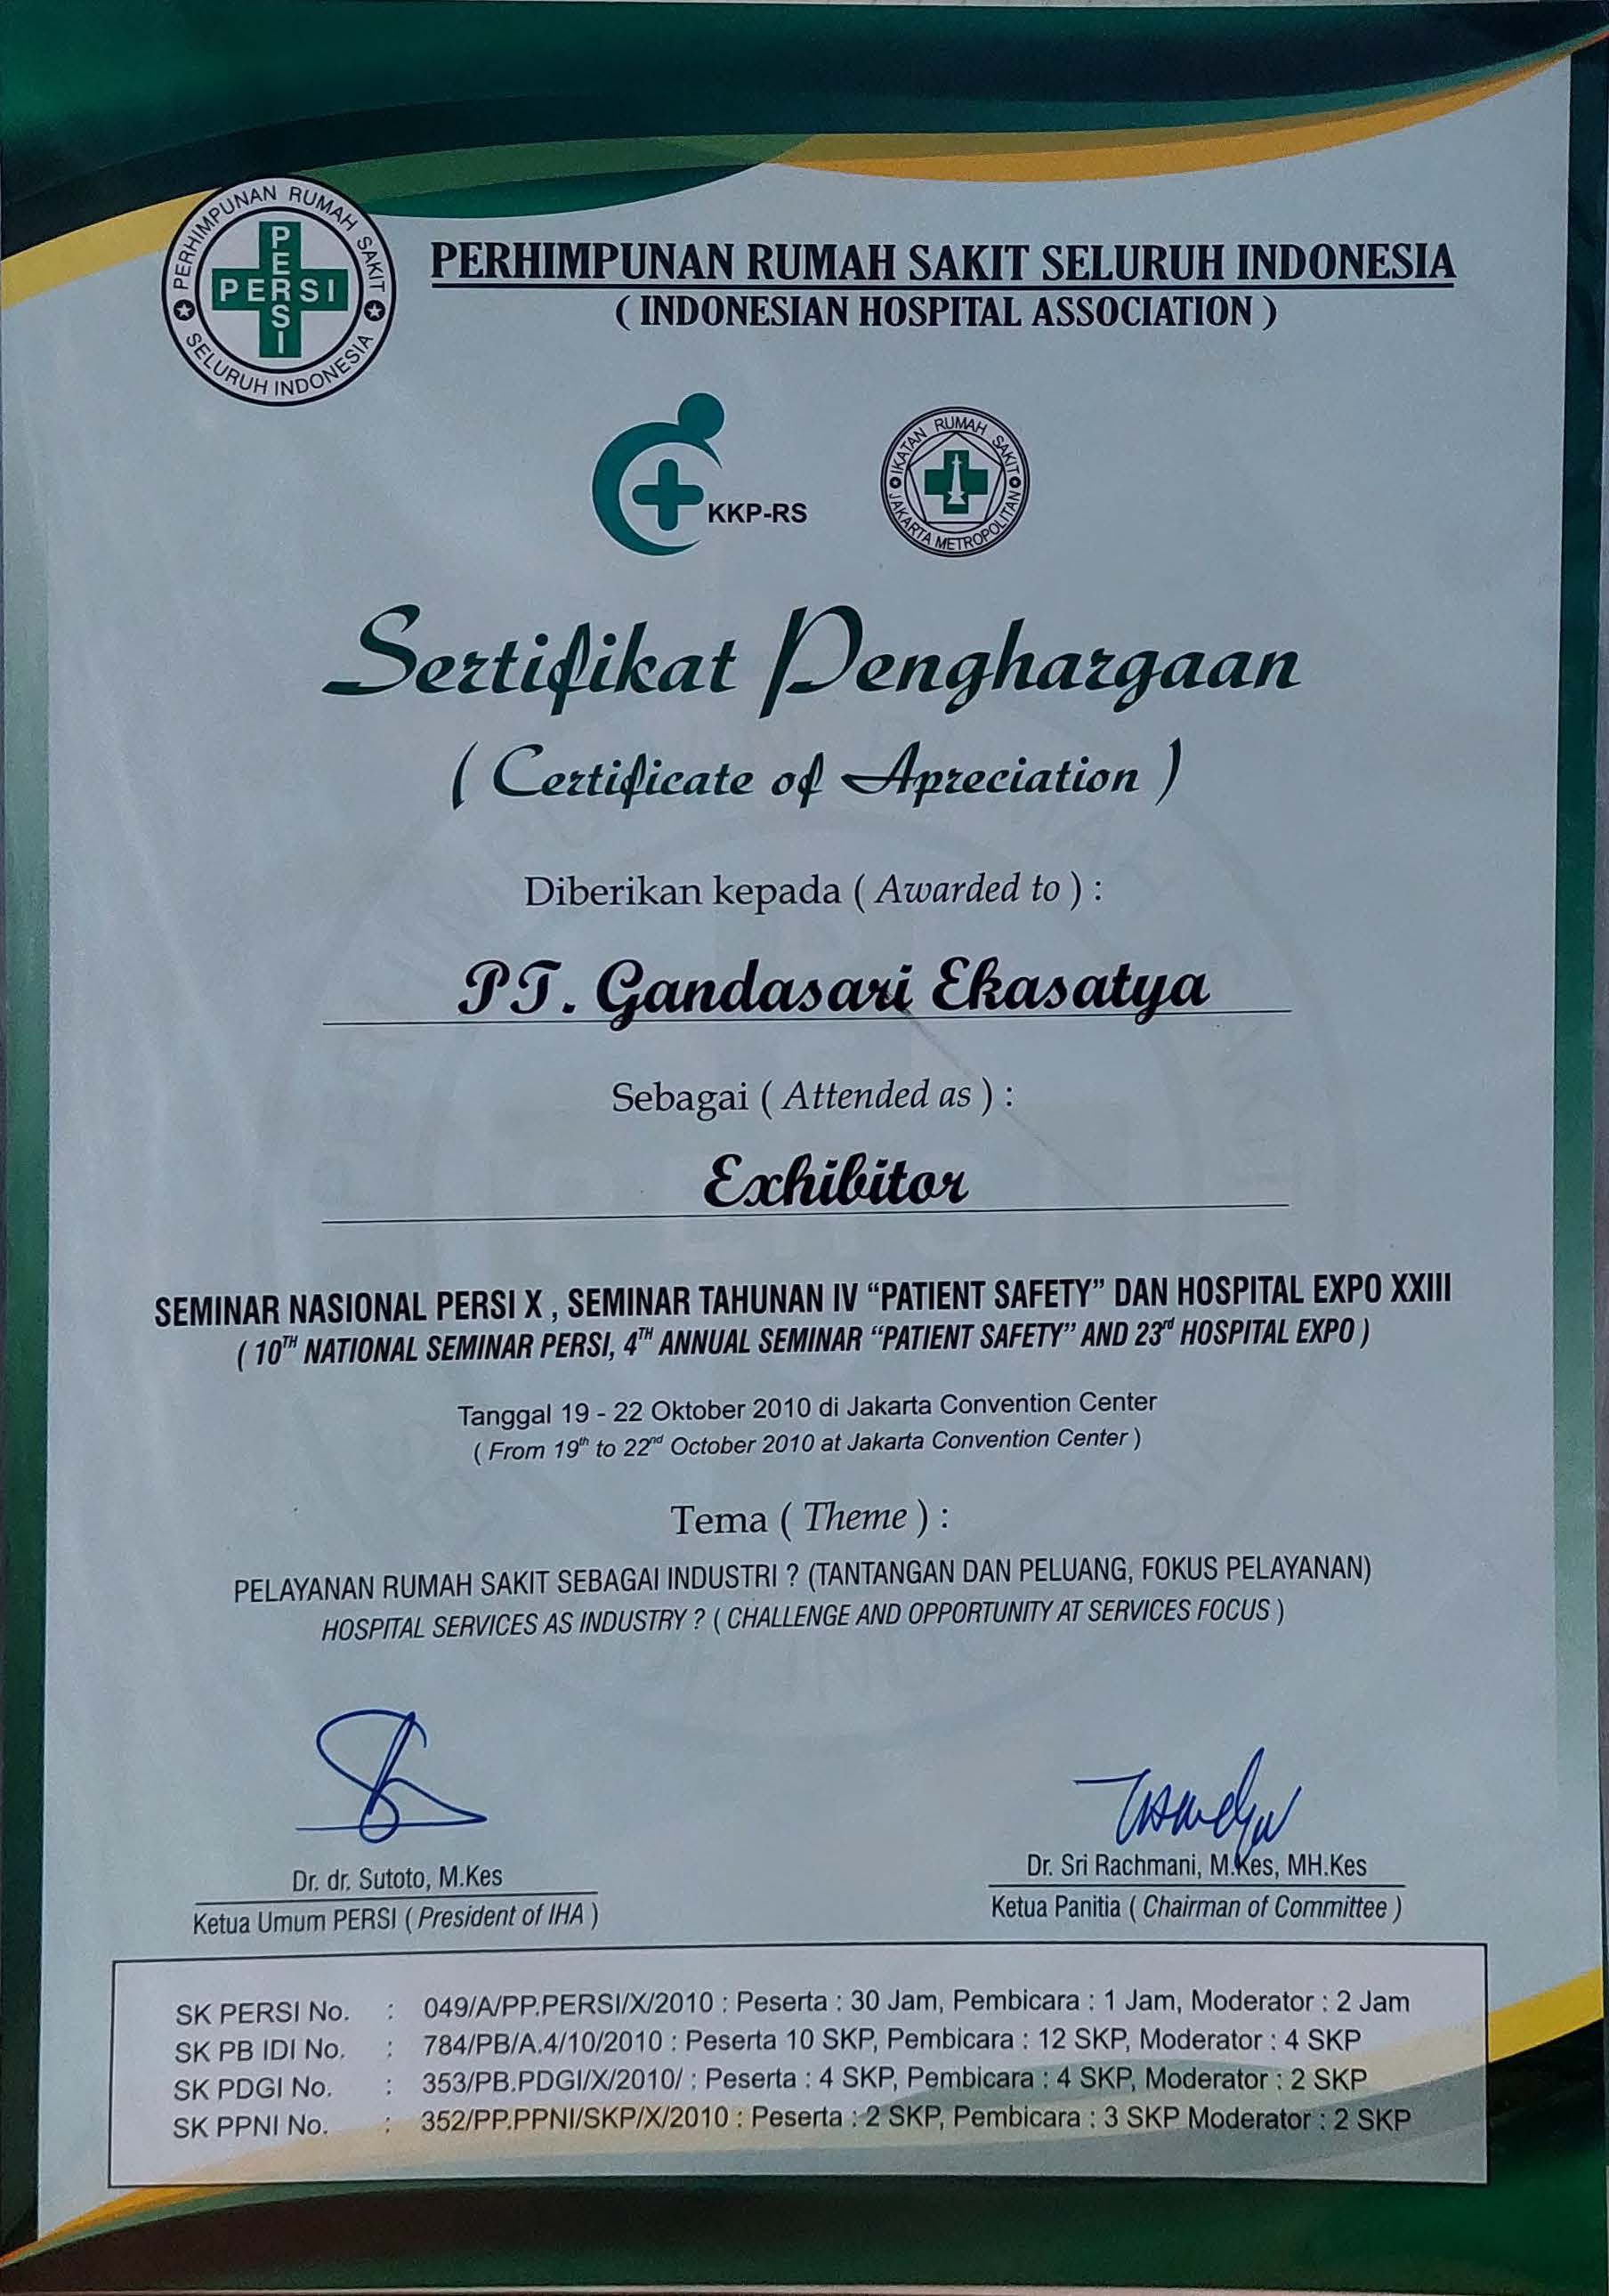 PERHIMPUNAN RUMAH SAKIT
PERSI
PERSI
SELURUH INDONESIA
PERHIMPUNAN RUMAH SAKIT SELURUH INDONESIA
( INDONESIAN HOSPITAL ASSOCIATION )
KKP-RS
IKATAN RUMAH SAKIT
JAKARTA METROPOLITAN
Sertifikat Penghargaan
( Certificate of Apreciation )
Diberikan kepada ( Awarded to ) :
PT. Gandasari Ekasatya
Sebagai ( Attended as ) :
Exhibitor
SEMINAR NASIONAL PERSI X , SEMINAR TAHUNAN IV “PATIENT SAFETY” DAN HOSPITAL EXPO XXIII
( 10TH NATIONAL SEMINAR PERSI, 4TH ANNUAL SEMINAR “PATIENT SAFETY” AND 23rd HOSPITAL EXPO )
Tanggal 19 - 22 Oktober 2010 di Jakarta Convention Center
( From 19th to 22nd October 2010 at Jakarta Convention Center )
Tema ( Theme ) :
PELAYANAN RUMAH SAKIT SEBAGAI INDUSTRI ? (TANTANGAN DAN PELUANG, FOKUS PELAYANAN)
HOSPITAL SERVICES AS INDUSTRY ? ( CHALLENGE AND OPPORTUNITY AT SERVICES FOCUS )
Dr. dr. Sutoto, M.Kes
Ketua Umum PERSI ( President of IHA )
Dr. Sri Rachmani, M.Kes, MH.Kes
Ketua Panitia ( Chairman of Committee )
SK PERSI No. : 049/A/PP.PERSI/X/2010 : Peserta : 30 Jam, Pembicara : 1 Jam, Moderator : 2 Jam
SK PB IDI No. : 784/PB/A.4/10/2010 : Peserta 10 SKP, Pembicara : 12 SKP, Moderator : 4 SKP
SK PDGI No. : 353/PB.PDGI/X/2010/ : Peserta : 4 SKP, Pembicara : 4 SKP, Moderator : 2 SKP
SK PPNI No. : 352/PP.PPNI/SKP/X/2010 : Peserta : 2 SKP, Pembicara : 3 SKP Moderator : 2 SKP